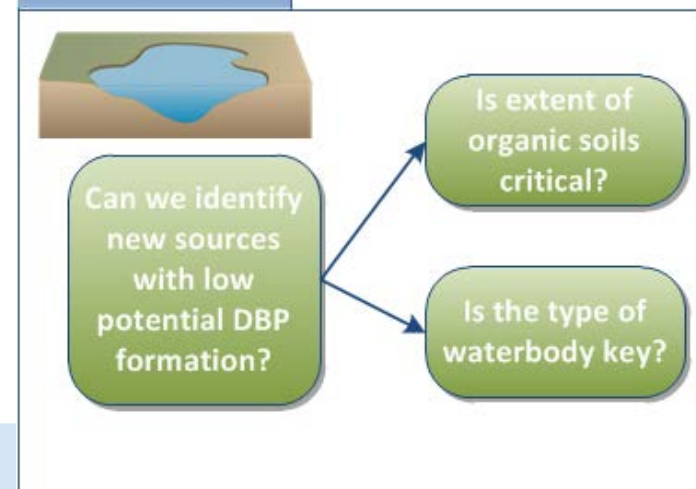 Can we identify
new sources
with low
potential DBP
formation?
Is extent of
organic soils
critical?
Is the type of
waterbody key?